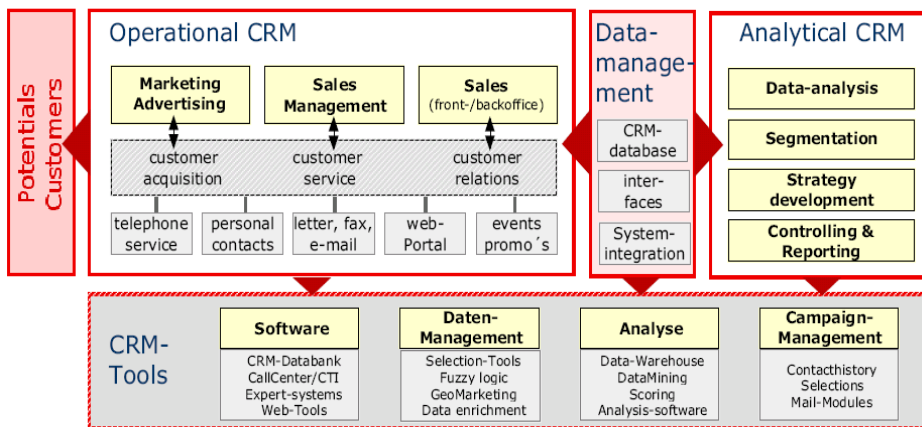 Potentials
Customers
Operational CRM
Marketing
Advertising
Sales
Management
Sales
(front-/backoffice)
customer
acquisition
customer
service
customer
relations
telephone
service
personal
contacts
letter, fax,
e-mail
web-
Portal
events
promo´s
Data-
manage-
ment
CRM-
database
inter-
faces
System-
integration
Analytical CRM
Data-analysis
Segmentation
Strategy
development
Controlling &
Reporting
CRM-
Tools
Software
CRM-Databank
CallCenter/CTI
Expert-systems
Web-Tools
Daten-
Management
Selection-Tools
Fuzzy logic
GeoMarketing
Data enrichment
Analyse
Data-Warehouse
DataMining
Scoring
Analysis-software
Campaign-
Management
Contacthistory
Selections
Mail-Modules